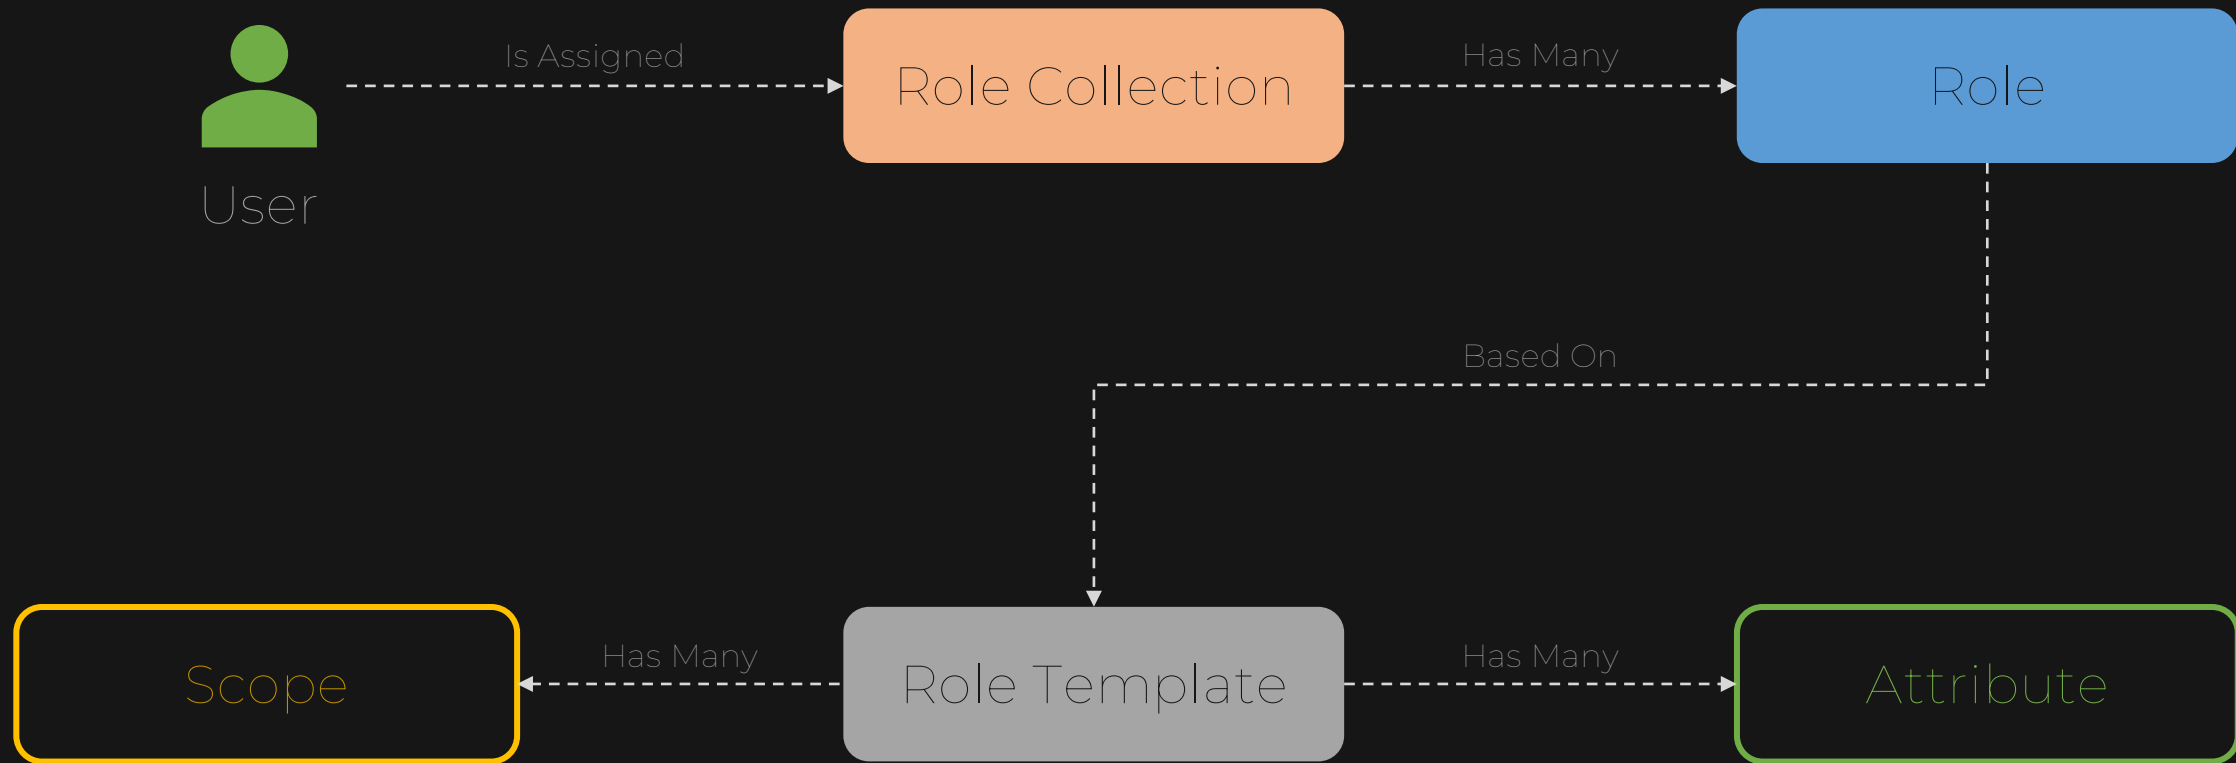 Is Assigned
Role Collection
Has Many
Role
User
Based On
Scope
Has Many
Role Template
Has Many
Attribute